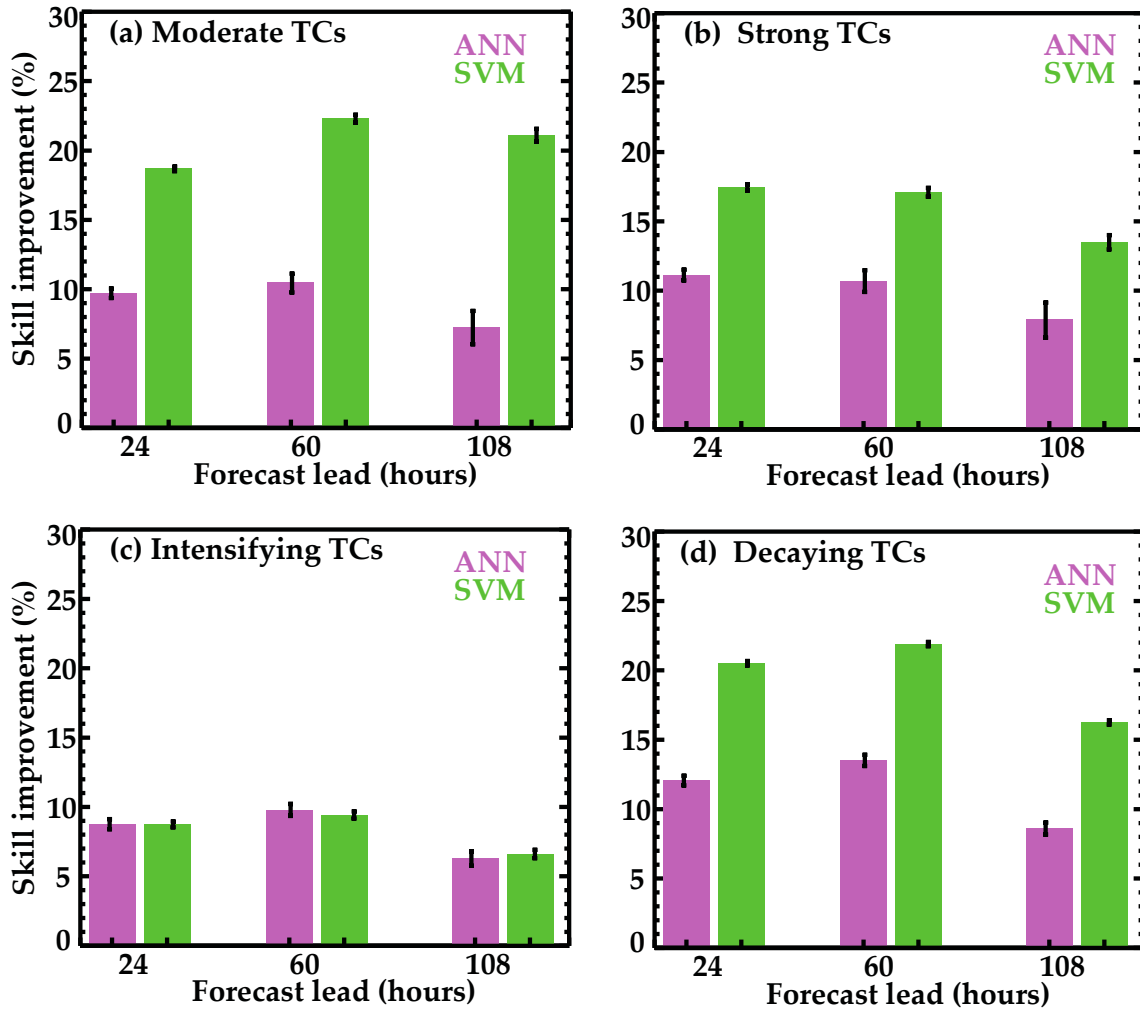 (a) Moderate TCs
ANN
SVM
Skill improvement (%)
30
25
20
15
10
5
0
24 60 108
Forecast lead (hours)
(b) Strong TCs
ANN
SVM
30
25
20
15
10
5
0
24 60 108
Forecast lead (hours)
(c) Intensifying TCs
ANN
SVM
Skill improvement (%)
30
25
20
15
10
5
0
24 60 108
Forecast lead (hours)
(d) Decaying TCs
ANN
SVM
30
25
20
15
10
5
0
24 60 108
Forecast lead (hours)